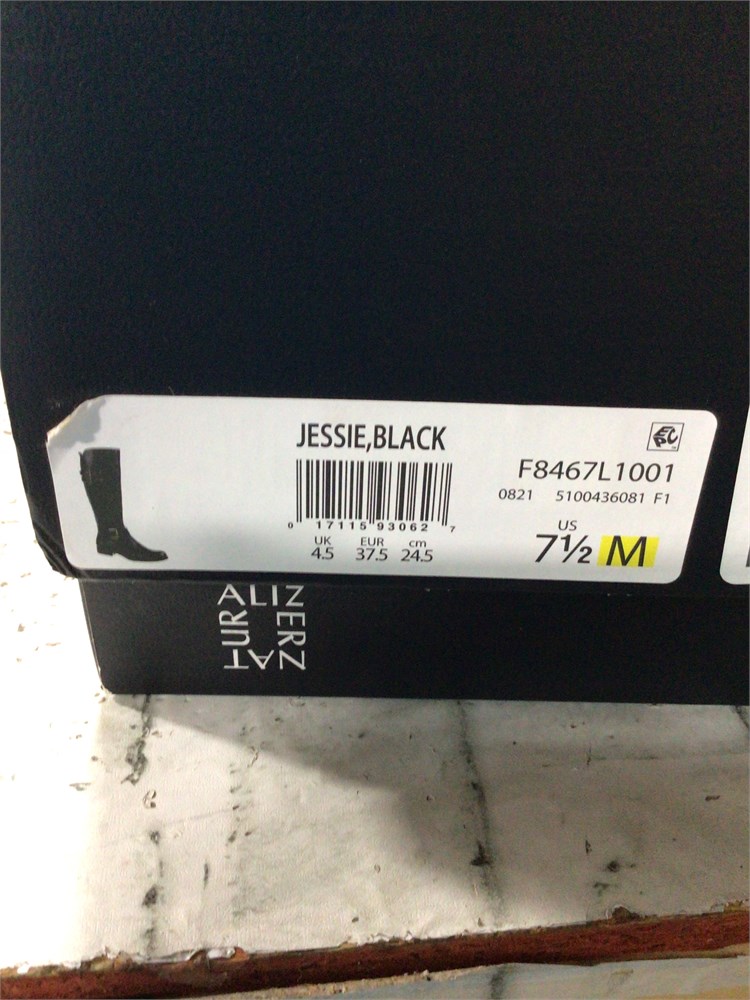 JESSIE,BLACK
F8467L1001
0821 5100436081 F1
0 17115 93062 7
UK EUR cm
4.5 37.5 24.5
US
7½ M
NATURALIZER